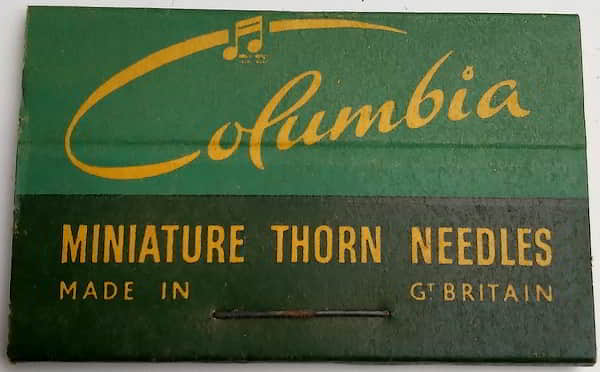 Columbia
MINIATURE THORN NEEDLES
MADE IN GT BRITAIN